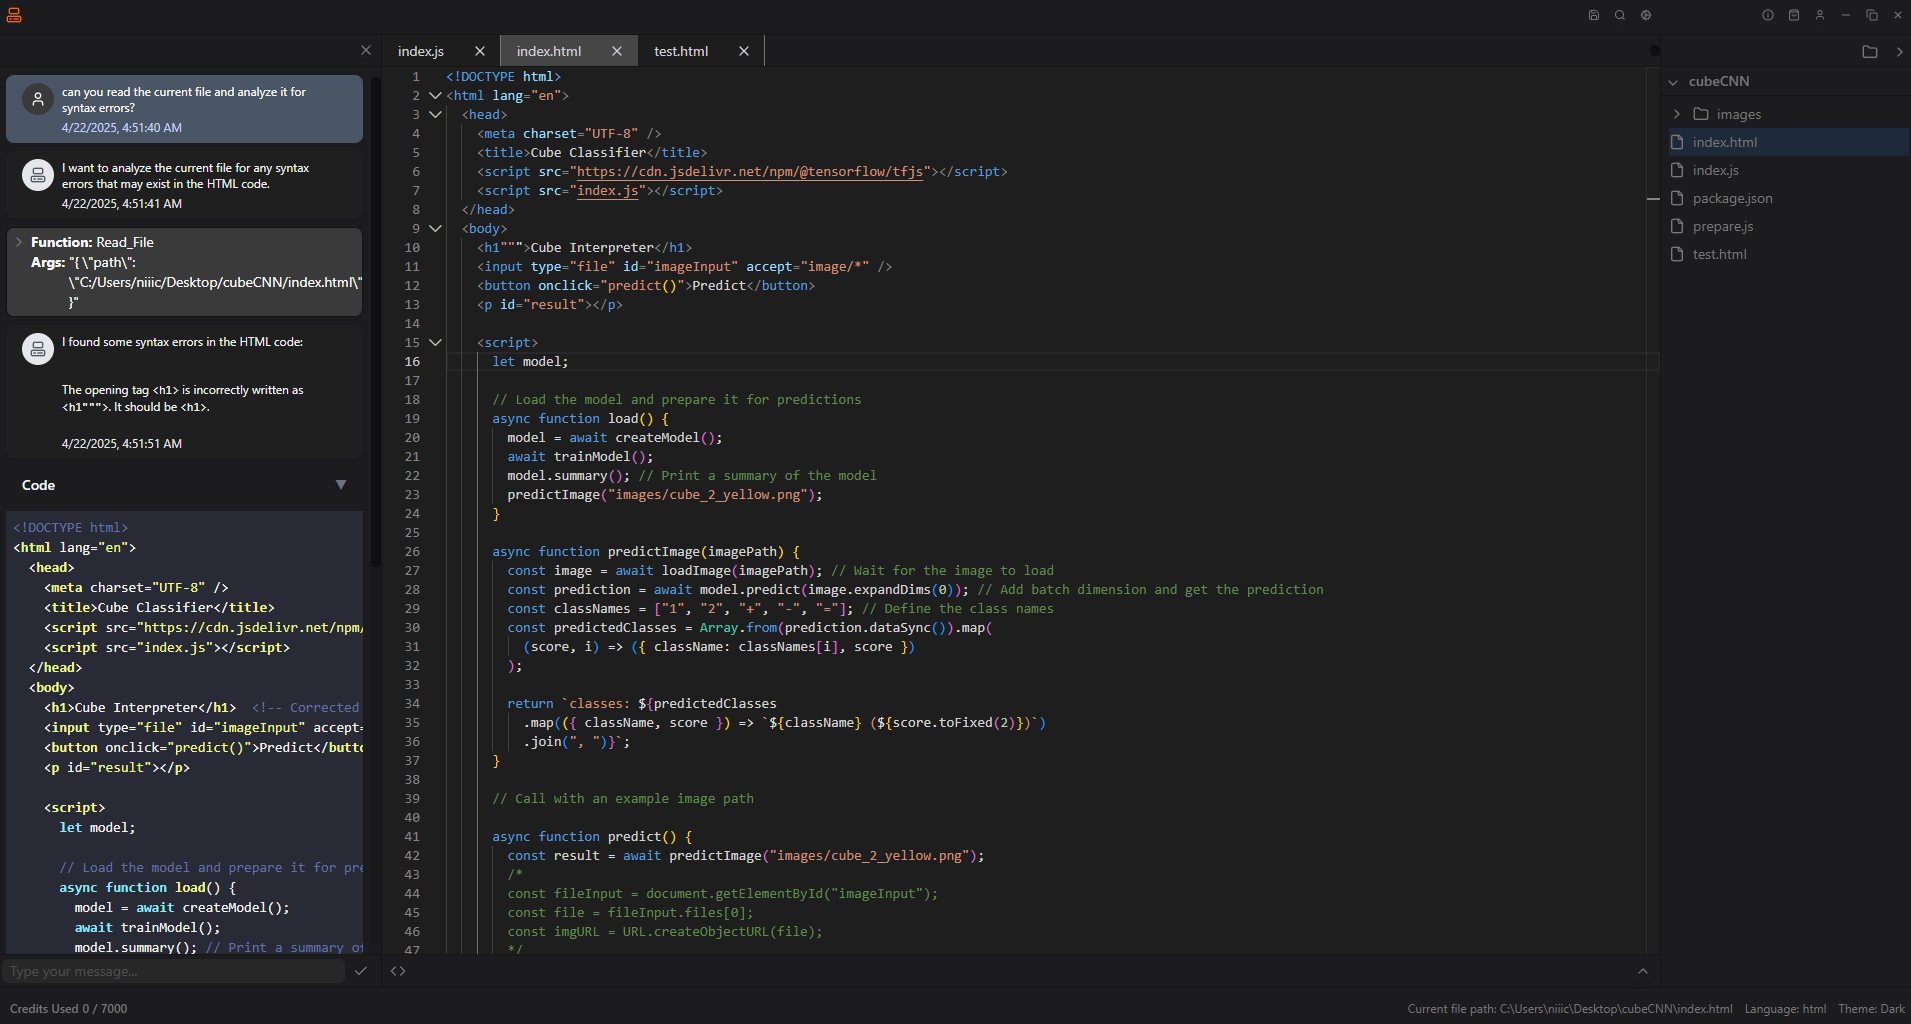 can you read the current file and analyze it for
syntax errors?
4/22/2025, 4:51:40 AM
I want to analyze the current file for any syntax
errors that may exist in the HTML code.
4/22/2025, 4:51:41 AM
Function: Read_File
Args: "{ \"path\":
\"C:/Users/niiic/Desktop/cubeCNN/index.html\"
}"
I found some syntax errors in the HTML code:
The opening tag <h1> is incorrectly written as
<h1""">. It should be <h1>.
4/22/2025, 4:51:51 AM
Code
<!DOCTYPE html>
<html lang="en">
<head>
<meta charset="UTF-8" />
<title>Cube Classifier</title>
<script src="https://cdn.jsdelivr.net/npm/
<script src="index.js"></script>
</head>
<body>
<h1>Cube Interpreter</h1> <!-- Corrected
<input type="file" id="imageInput" accept=
<button onclick="predict()">Predict</butto
<p id="result"></p>
<script>
let model;
// Load the model and prepare it for pre
async function load() {
model = await createModel();
await trainModel();
model.summary(); // Print a summary of
Type your message...
Credits Used 0 / 7000
index.js
index.html
test.html
1 <!DOCTYPE html>
2 <html lang="en">
3 <head>
4 <meta charset="UTF-8" />
5 <title>Cube Classifier</title>
6 <script src="https://cdn.jsdelivr.net/npm/@tensorflow/tfjs"></script>
7 <script src="index.js"></script>
8 </head>
9 <body>
10 <h1""">Cube Interpreter</h1>
11 <input type="file" id="imageInput" accept="image/*" />
12 <button onclick="predict()">Predict</button>
13 <p id="result"></p>
14
15 <script>
16 let model;
17
18 // Load the model and prepare it for predictions
19 async function load() {
20 model = await createModel();
21 await trainModel();
22 model.summary(); // Print a summary of the model
23 predictImage("images/cube_2_yellow.png");
24 }
25
26 async function predictImage(imagePath) {
27 const image = await loadImage(imagePath); // Wait for the image to load
28 const prediction = await model.predict(image.expandDims(0)); // Add batch dimension and get the prediction
29 const classNames = ["1", "2", "+", "-", "="]; // Define the class names
30 const predictedClasses = Array.from(prediction.dataSync()).map(
31 (score, i) => ({ className: classNames[i], score })
32 );
33
34 return `classes: ${predictedClasses
35 .map(({ className, score }) => `${className} (${score.toFixed(2)})`)
36 .join(", ")}`;
37 }
38
39 // Call with an example image path
40
41 async function predict() {
42 const result = await predictImage("images/cube_2_yellow.png");
43 /*
44 const fileInput = document.getElementById("imageInput");
45 const file = fileInput.files[0];
46 const imgURL = URL.createObjectURL(file);
47 */
cubeCNN
images
index.html
index.js
package.json
prepare.js
test.html
Current file path: C:\Users\niiic\Desktop\cubeCNN\index.html Language: html Theme: Dark